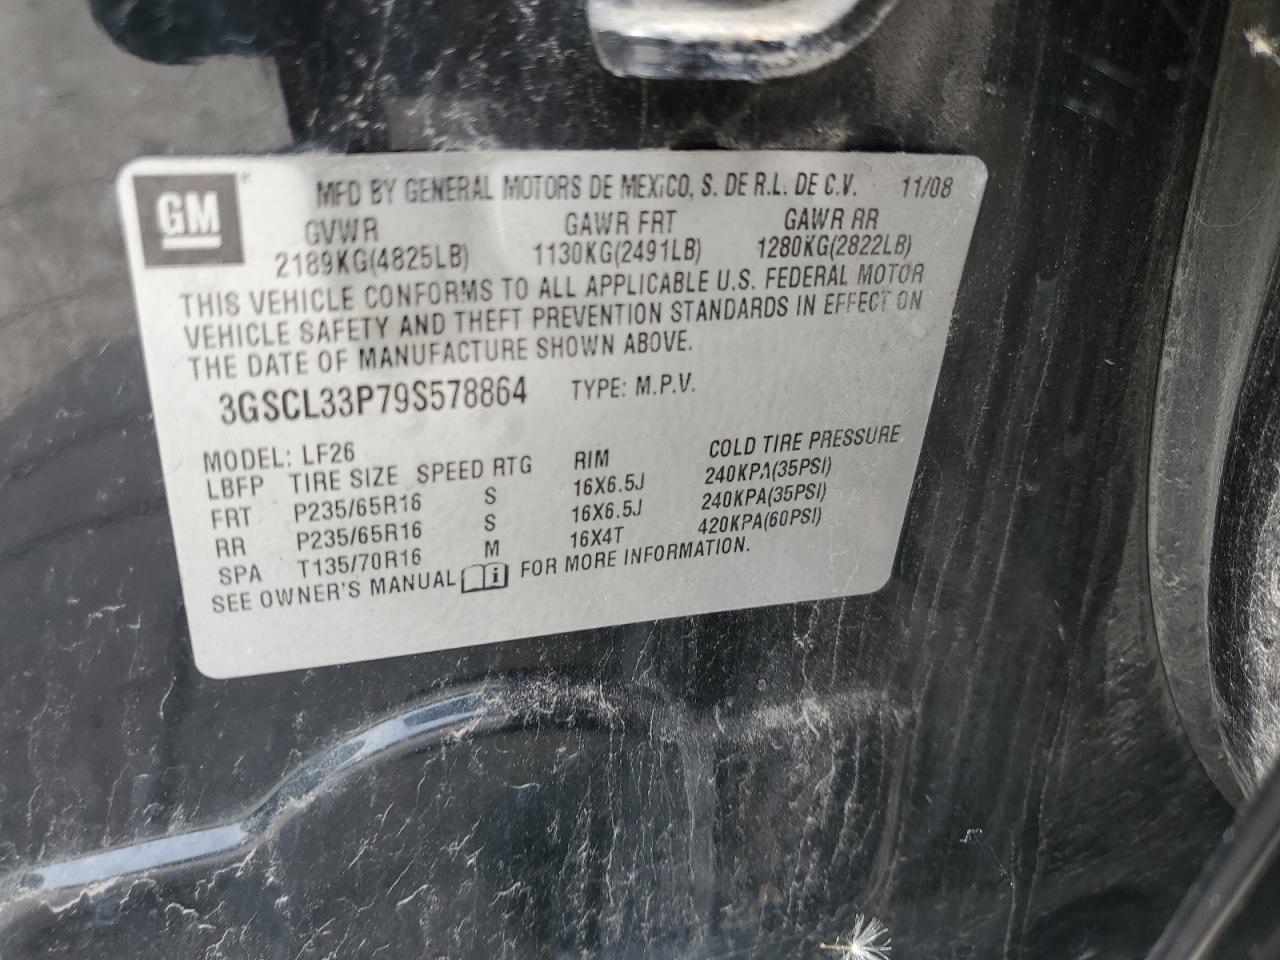 GM® MFD BY GENERAL MOTORS DE MEXICO, S. DE R.L. DE C.V. 11/08
GVWR GAWR FRT GAWR RR
2189KG(4825LB) 1130KG(2491LB) 1280KG(2822LB)
THIS VEHICLE CONFORMS TO ALL APPLICABLE U.S. FEDERAL MOTOR
VEHICLE SAFETY AND THEFT PREVENTION STANDARDS IN EFFECT ON
THE DATE OF MANUFACTURE SHOWN ABOVE.
3GSCL33P79S578864 TYPE: M.P.V.
MODEL: LF26
LBFP TIRE SIZE SPEED RTG RIM COLD TIRE PRESSURE
FRT P235/65R16 S 16X6.5J 240KPA(35PSI)
RR P235/65R16 S 16X6.5J 240KPA(35PSI)
SPA T135/70R16 M 16X4T 420KPA(60PSI)
SEE OWNER'S MANUAL i FOR MORE INFORMATION.